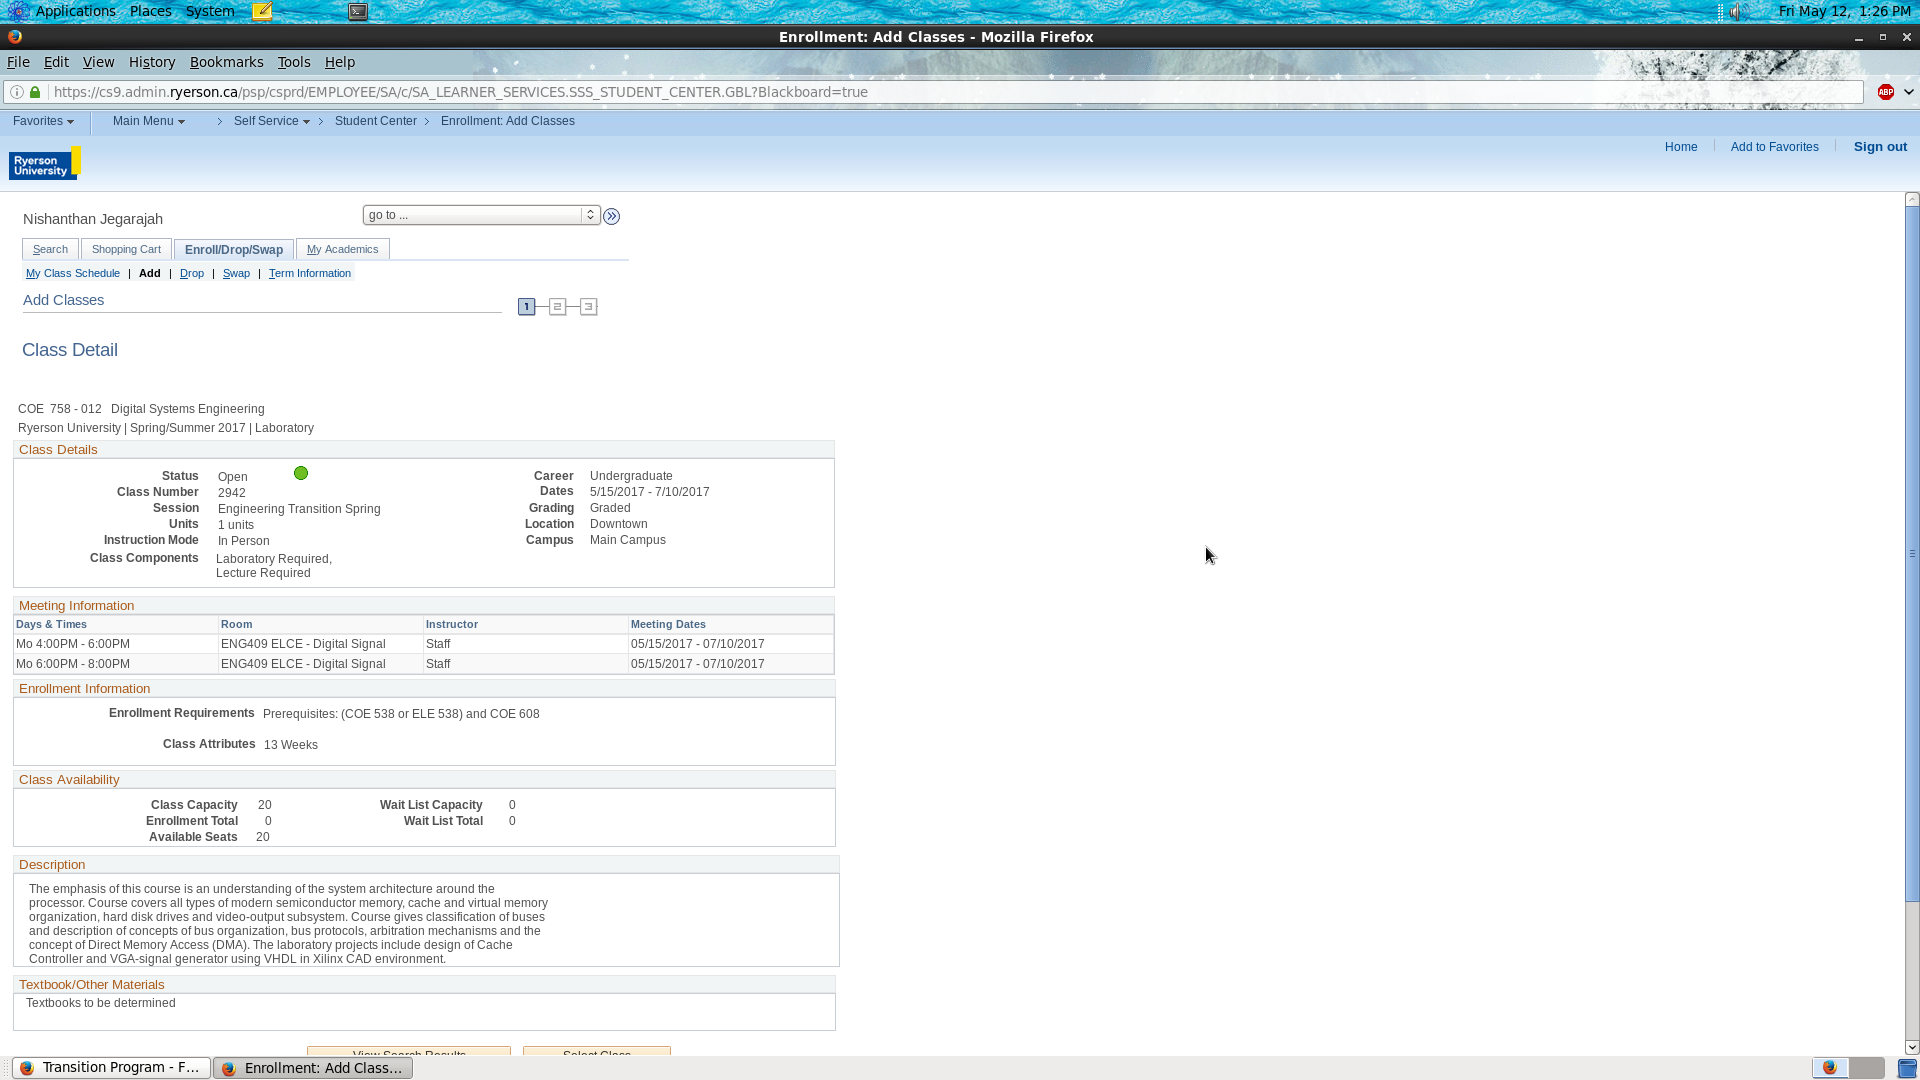 Applications Places System Fri May 12, 1:26 PM
Enrollment: Add Classes - Mozilla Firefox
File Edit View History Bookmarks Tools Help
https://cs9.admin.ryerson.ca/psp/csprd/EMPLOYEE/SA/c/SA_LEARNER_SERVICES.SSS_STUDENT_CENTER.GBL?Blackboard=true ABP
Favorites Main Menu > Self Service > Student Center > Enrollment: Add Classes
Ryerson University
Home Add to Favorites Sign out
Nishanthan Jegarajah go to ...
Search Shopping Cart Enroll/Drop/Swap My Academics
My Class Schedule | Add | Drop | Swap | Term Information
Add Classes 1 2 3
Class Detail
COE 758 - 012 Digital Systems Engineering
Ryerson University | Spring/Summer 2017 | Laboratory
Class Details
Status Open Career Undergraduate
Class Number 2942 Dates 5/15/2017 - 7/10/2017
Session Engineering Transition Spring Grading Graded
Units 1 units Location Downtown
Instruction Mode In Person Campus Main Campus
Class Components Laboratory Required,
Lecture Required
Meeting Information
Days & Times Room Instructor Meeting Dates
Mo 4:00PM - 6:00PM ENG409 ELCE - Digital Signal Staff 05/15/2017 - 07/10/2017
Mo 6:00PM - 8:00PM ENG409 ELCE - Digital Signal Staff 05/15/2017 - 07/10/2017
Enrollment Information
Enrollment Requirements Prerequisites: (COE 538 or ELE 538) and COE 608
Class Attributes 13 Weeks
Class Availability
Class Capacity 20 Wait List Capacity 0
Enrollment Total 0 Wait List Total 0
Available Seats 20
Description
The emphasis of this course is an understanding of the system architecture around the
processor. Course covers all types of modern semiconductor memory, cache and virtual memory
organization, hard disk drives and video-output subsystem. Course gives classification of buses
and description of concepts of bus organization, bus protocols, arbitration mechanisms and the
concept of Direct Memory Access (DMA). The laboratory projects include design of Cache
Controller and VGA-signal generator using VHDL in Xilinx CAD environment.
Textbook/Other Materials
Textbooks to be determined
View Search Results Select Class
Transition Program - F... Enrollment: Add Class...